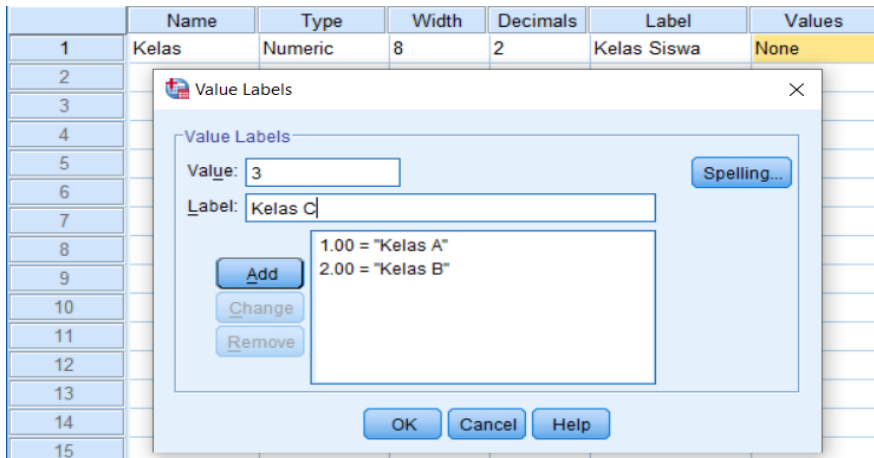 Name Type Width Decimals Label Values
1 Kelas Numeric 8 2 Kelas Siswa None
2
Value Labels
3
4
Value Labels
5
Value: 3 Spelling...
6
Label: Kelas C
7
8
1.00 = "Kelas A"
9
Add 2.00 = "Kelas B"
10
Change
11
Remove
12
13
14
OK Cancel Help
15